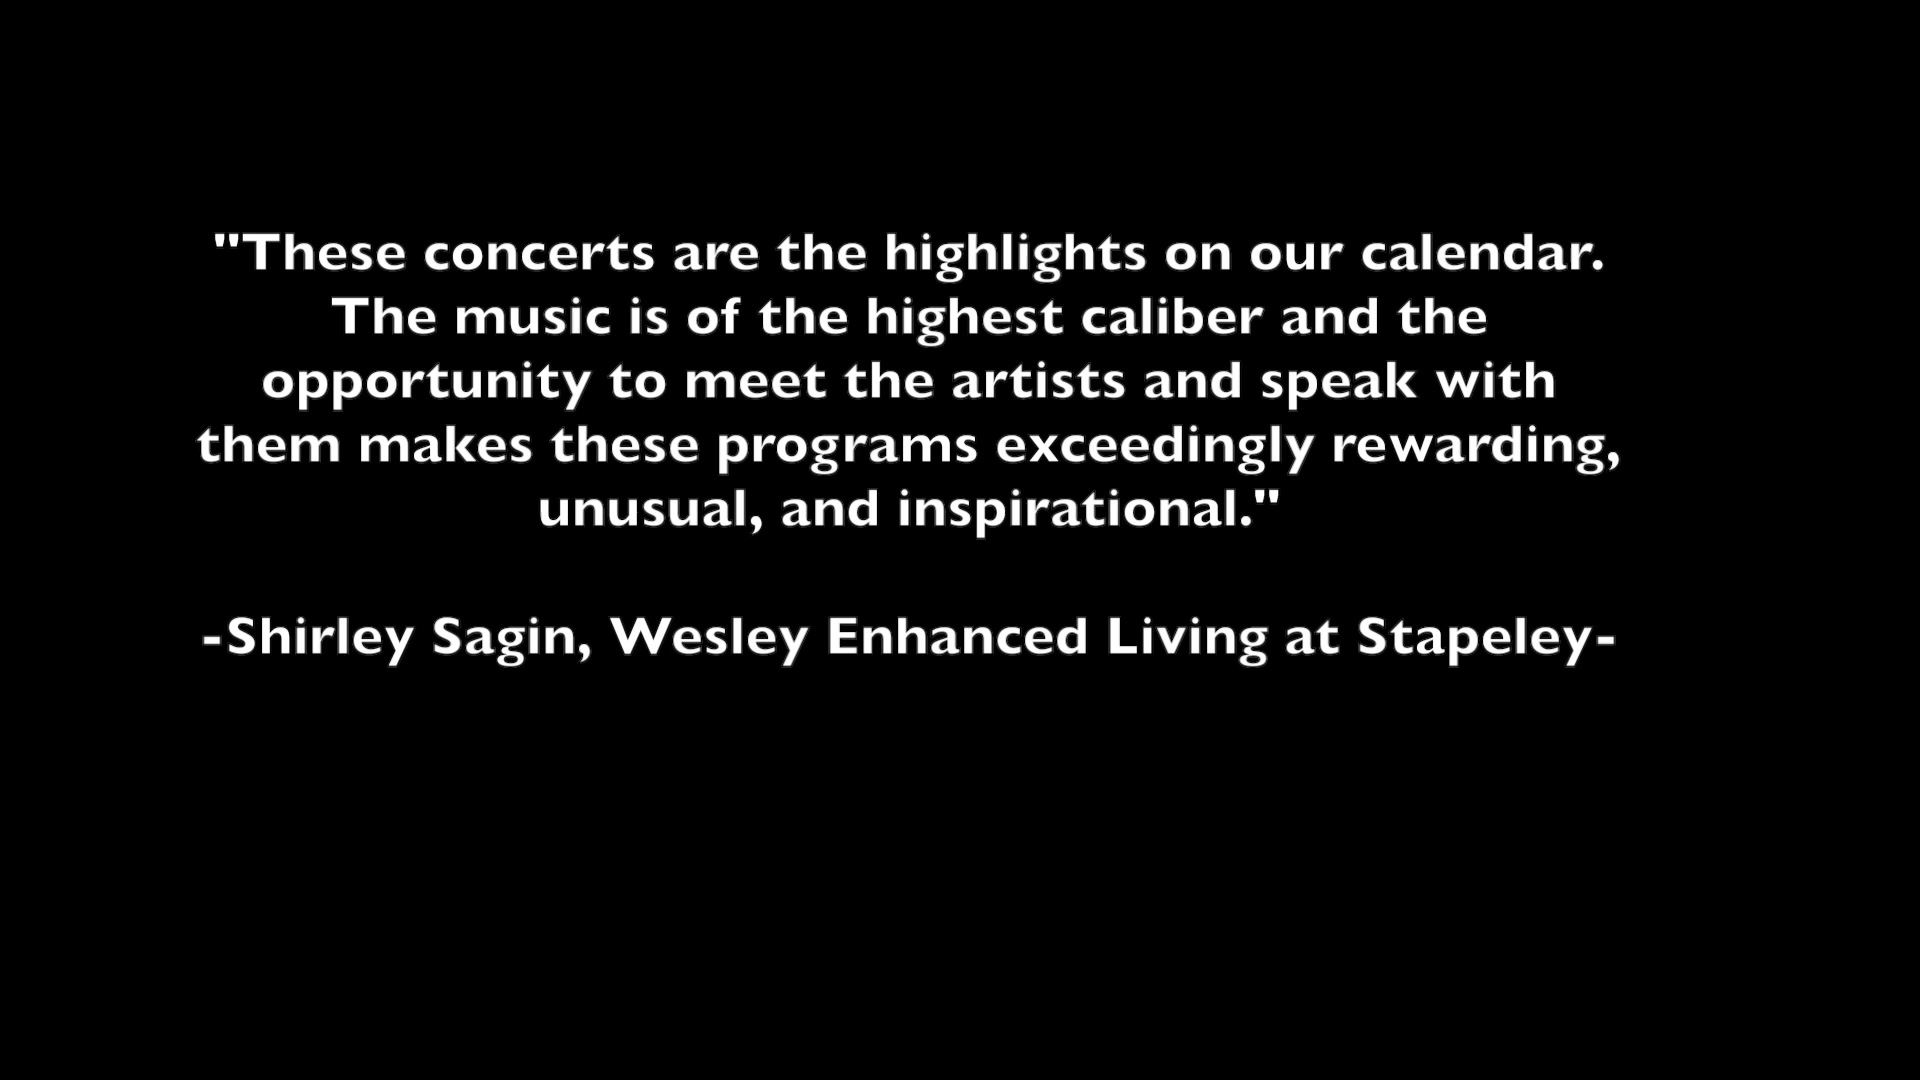 "These concerts are the highlights on our calendar.
The music is of the highest caliber and the
opportunity to meet the artists and speak with
them makes these programs exceedingly rewarding,
unusual, and inspirational."
-Shirley Sagin, Wesley Enhanced Living at Stapeley-